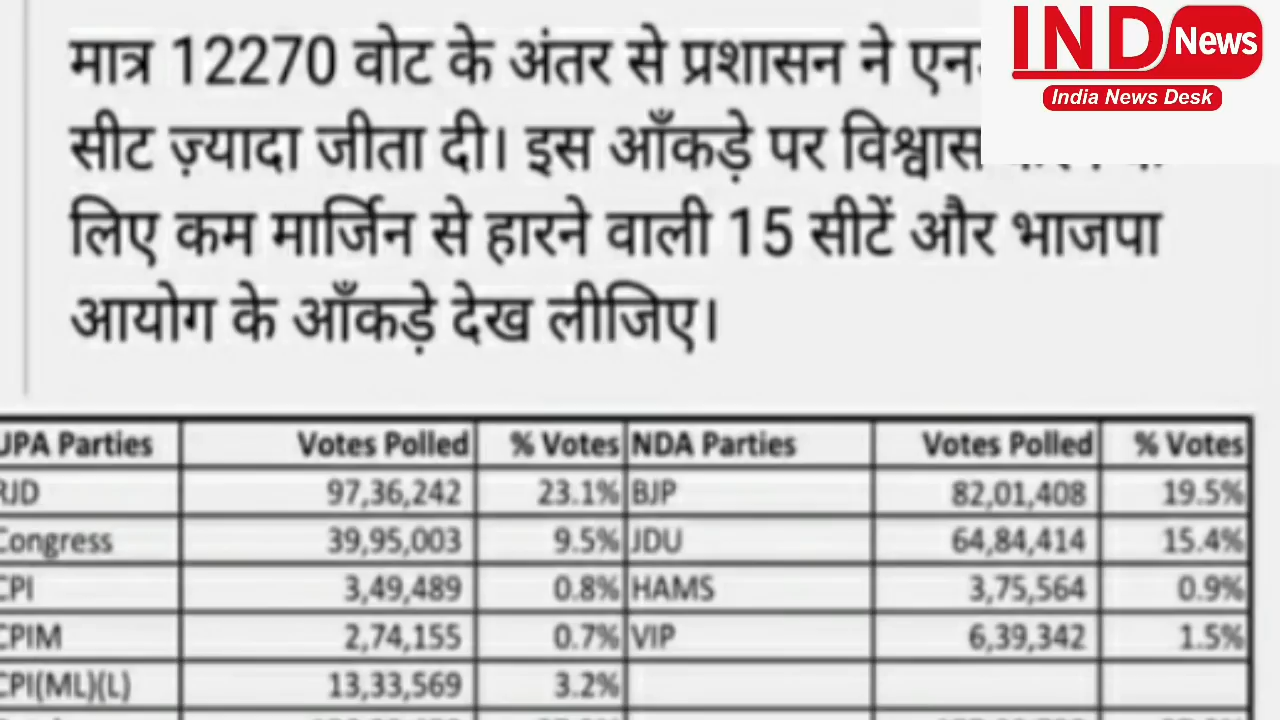 IND News
India News Desk
मात्र 12270 वोट के अंतर से प्रशासन ने
सीट ज़्यादा जीता दी। इस आँकड़े पर विश्वास
लिए कम मार्जिन से हारने वाली 15 सीटें और भाजपा
आयोग के आँकड़े देख लीजिए।
UPA Parties Votes Polled % Votes NDA Parties Votes Polled % Votes
RJD 97,36,242 23.1% BJP 82,01,408 19.5%
Congress 39,95,003 9.5% JDU 64,84,414 15.4%
CPI 3,49,489 0.8% HAMS 3,75,564 0.9%
CPIM 2,74,155 0.7% VIP 6,39,342 1.5%
CPI(ML)(L) 13,33,569 3.2%